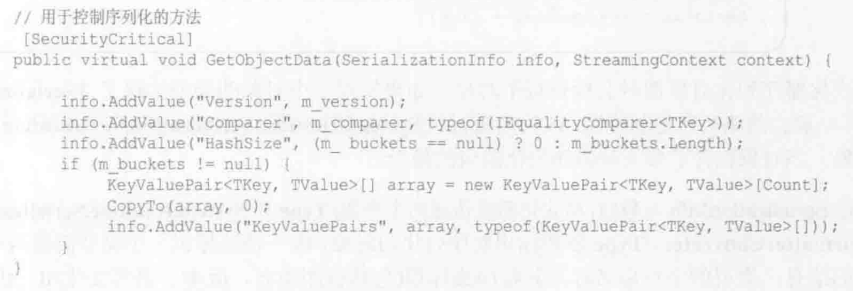 // 用于控制序列化的方法
[SecurityCritical]
public virtual void GetObjectData(SerializationInfo info, StreamingContext context) {
info.AddValue("Version", m_version);
info.AddValue("Comparer", m_comparer, typeof(IEqualityComparer<TKey>));
info.AddValue("HashSize", (m_ buckets == null) ? 0 : m_buckets.Length);
if (m_buckets != null) {
KeyValuePair<TKey, TValue>[] array = new KeyValuePair<TKey, TValue>[Count];
CopyTo(array, 0);
info.AddValue("KeyValuePairs", array, typeof(KeyValuePair<TKey, TValue>[]));
}
}